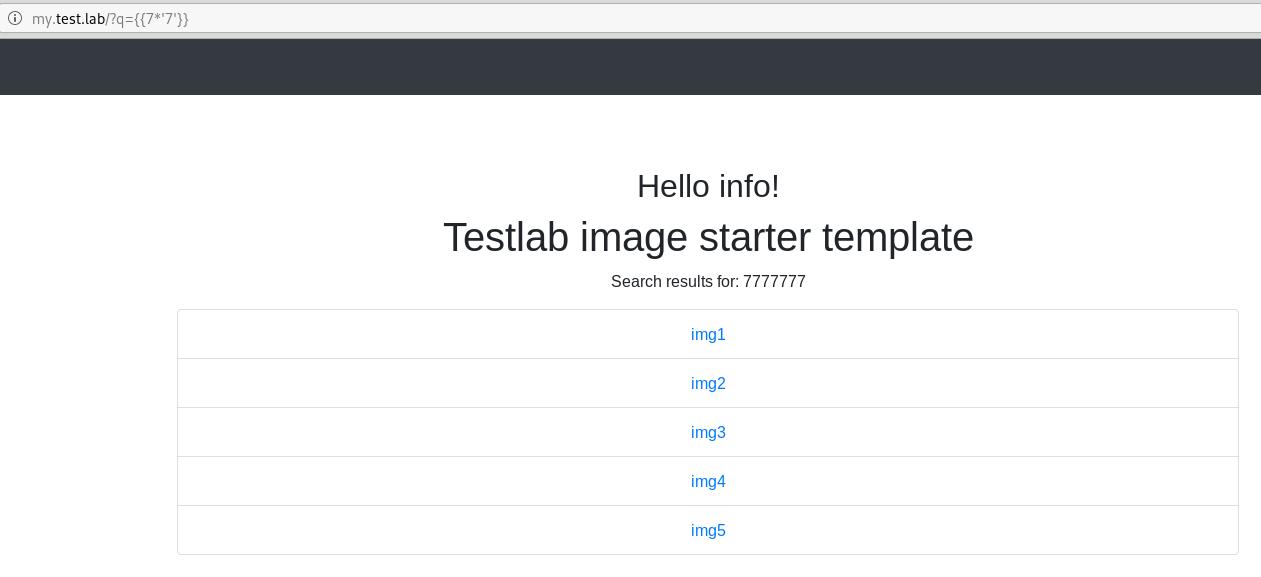 my.test.lab/?q={{7*'7'}}
Hello info!
Testlab image starter template
Search results for: 7777777
img1
img2
img3
img4
img5